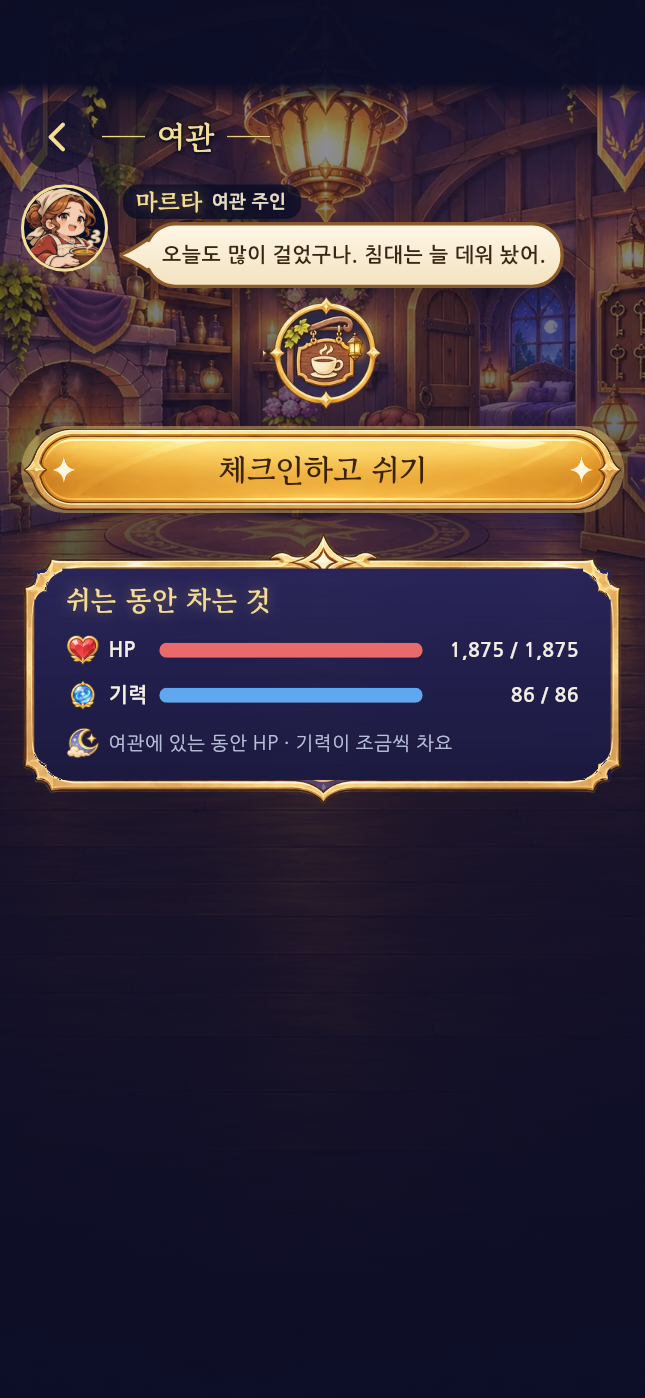 여관
마르타 여관 주인
오늘도 많이 걸었구나. 침대는 늘 데워 놨어.
체크인하고 쉬기
쉬는 동안 차는 것
HP 1,875 / 1,875
기력 86 / 86
여관에 있는 동안 HP · 기력이 조금씩 차요